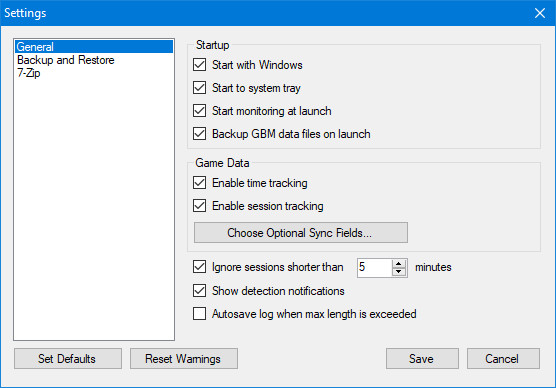 Settings
General
Backup and Restore
7-Zip
Startup
Start with Windows
Start to system tray
Start monitoring at launch
Backup GBM data files on launch
Game Data
Enable time tracking
Enable session tracking
Choose Optional Sync Fields...
Ignore sessions shorter than 5 minutes
Show detection notifications
Autosave log when max length is exceeded
Set Defaults Reset Warnings Save Cancel